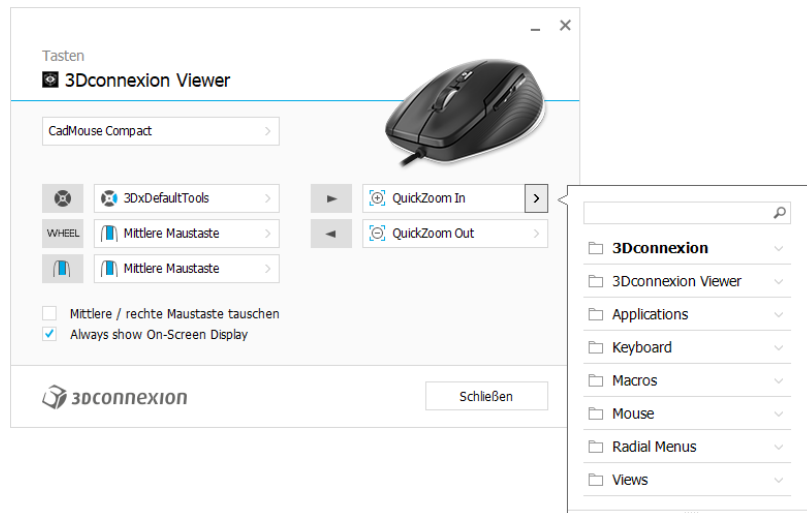 Tasten
3Dconnexion Viewer
CadMouse Compact
3DxDefaultTools
QuickZoom In
WHEEL
Mittlere Maustaste
QuickZoom Out
Mittlere Maustaste
Mittlere / rechte Maustaste tauschen
Always show On-Screen Display
3Dconnexion
Schließen
3Dconnexion
3Dconnexion Viewer
Applications
Keyboard
Macros
Mouse
Radial Menus
Views